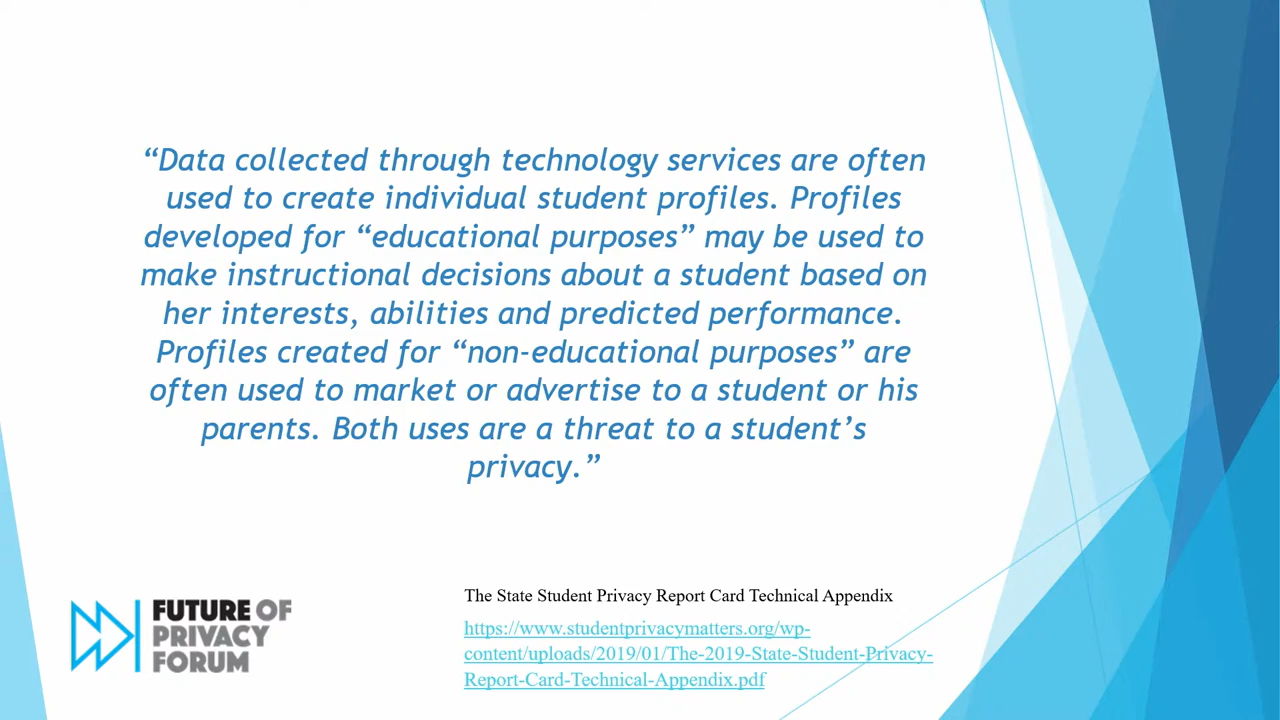 “Data collected through technology services are often
used to create individual student profiles. Profiles
developed for “educational purposes” may be used to
make instructional decisions about a student based on
her interests, abilities and predicted performance.
Profiles created for “non-educational purposes” are
often used to market or advertise to a student or his
parents. Both uses are a threat to a student’s
privacy.”
The State Student Privacy Report Card Technical Appendix
https://www.studentprivacymatters.org/wp-
content/uploads/2019/01/The-2019-State-Student-Privacy-
Report-Card-Technical-Appendix.pdf
FUTURE OF
PRIVACY
FORUM